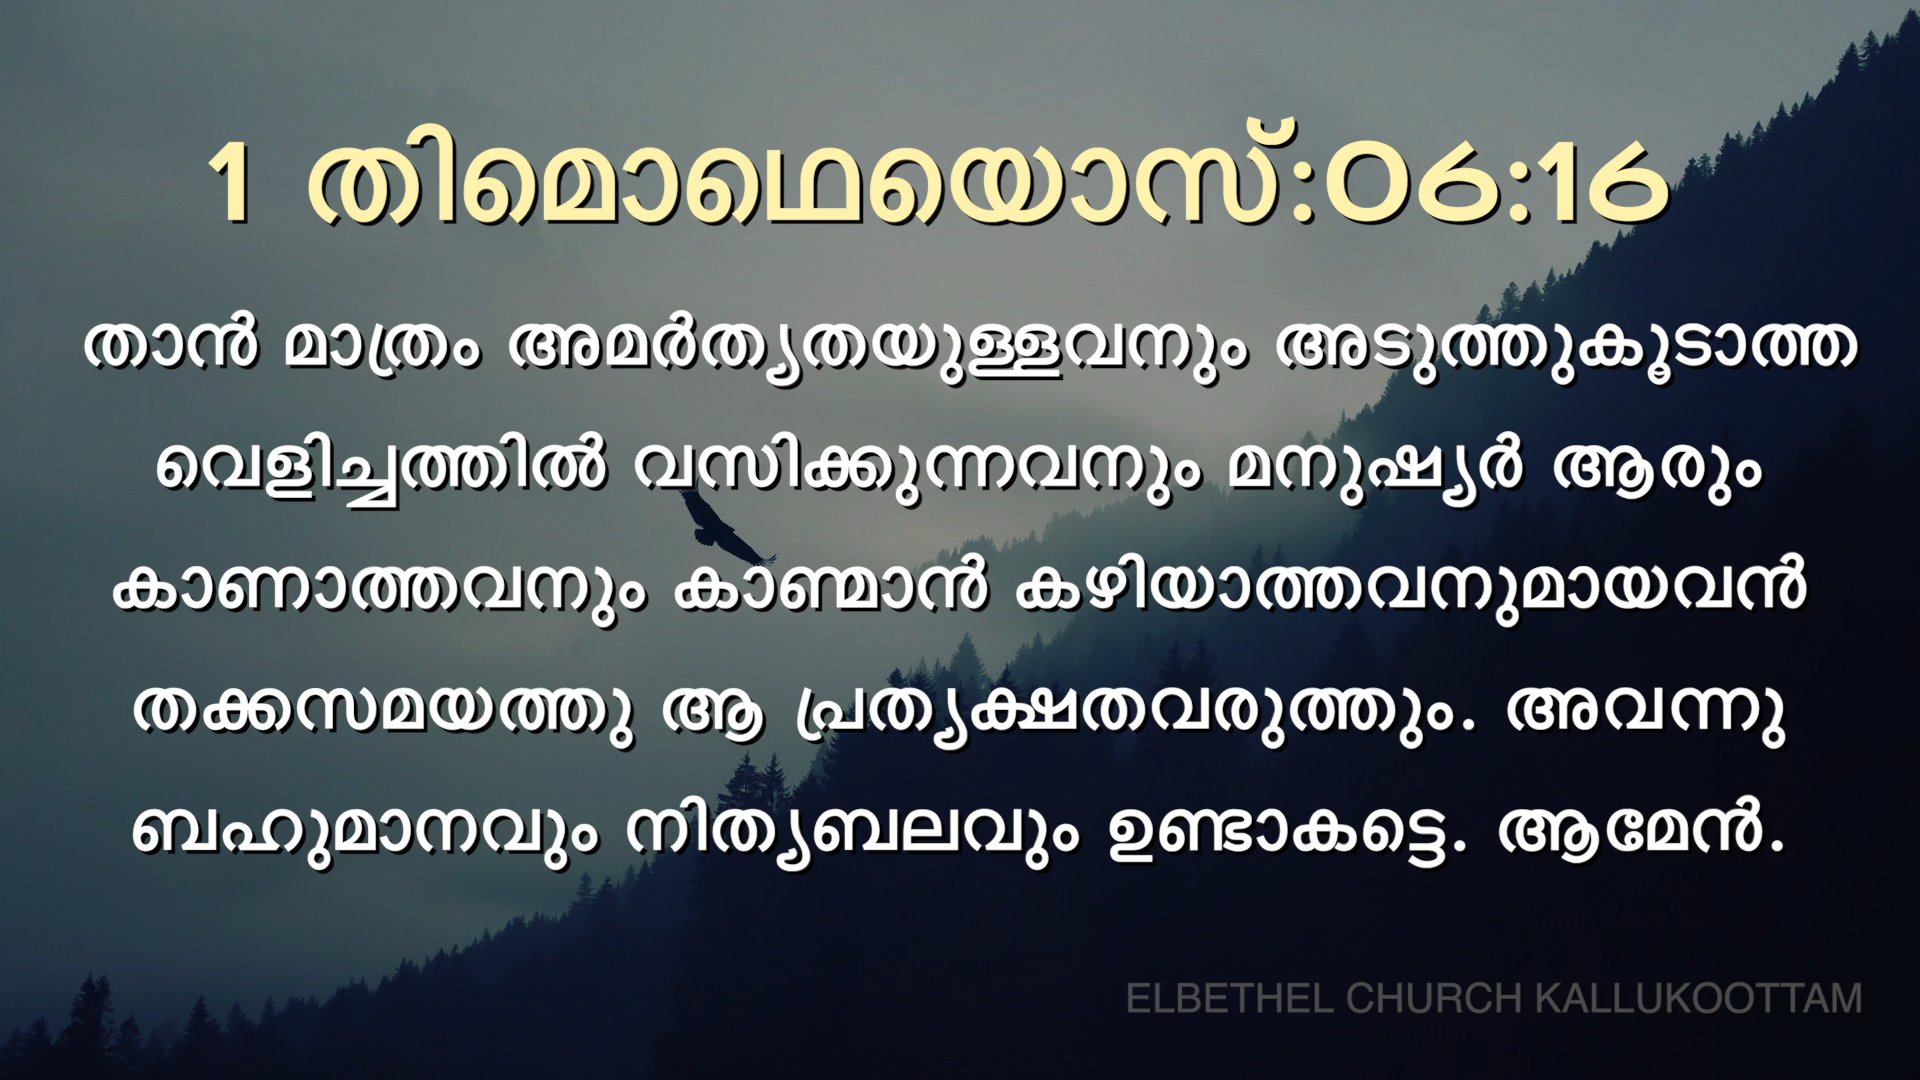 1 തിമൊഥെയൊസ്:06:16
താൻ മാത്രം അമർത്യതയുള്ളവനും അടുത്തുകൂടാത്ത
വെളിച്ചത്തിൽ വസിക്കുന്നവനും മനുഷ്യർ ആരും
കാണാത്തവനും കാണ്മാൻ കഴിയാത്തവനുമായവൻ
തക്കസമയത്തു ആ പ്രത്യക്ഷതവരുത്തും. അവന്നു
ബഹുമാനവും നിത്യബലവും ഉണ്ടാകട്ടെ. ആമേൻ.
ELBETHEL CHURCH KALLUKOOTTAM